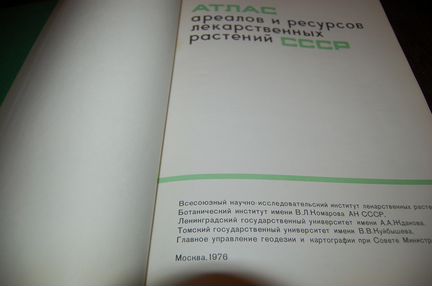 АТЛАС
ареалов и ресурсов
лекарственных
растений СССР
Всесоюзный научно-исследовательский институт лекарственных расте
Ботанический институт имени В.Л.Комарова АН СССР.
Ленинградский государственный университет имени А.А.Жданова.
Томский государственный университет имени В.В.Куйбышева.
Главное управление геодезии и картографии при Совете Министр
Москва, 1976